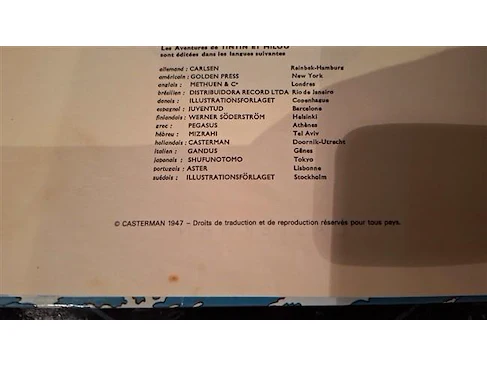 Les Aventures de TINTIN ET MILOU
sont éditées dans les langues suivantes
allemand : CARLSEN Reinbek-Hamburg
américain : GOLDEN PRESS New York
anglais : METHUEN & Co Londres
brésilien : DISTRIBUIDORA RECORD LTDA Rio de Janeiro
danois : ILLUSTRATIONSFORLAGET Copenhague
espagnol : JUVENTUD Barcelone
finlandais : WERNER SÖDERSTRÖM Helsinki
grec : PEGASUS Athènes
hébreu : MIZRAHI Tel Aviv
hollandais : CASTERMAN Doornik-Utrecht
italien : GANDUS Gênes
japonais : SHUFUNOTOMO Tokyo
portugais : ASTER Lisbonne
suédois : ILLUSTRATIONSFÖRLAGET Stockholm
© CASTERMAN 1947 – Droits de traduction et de reproduction réservés pour tous pays.